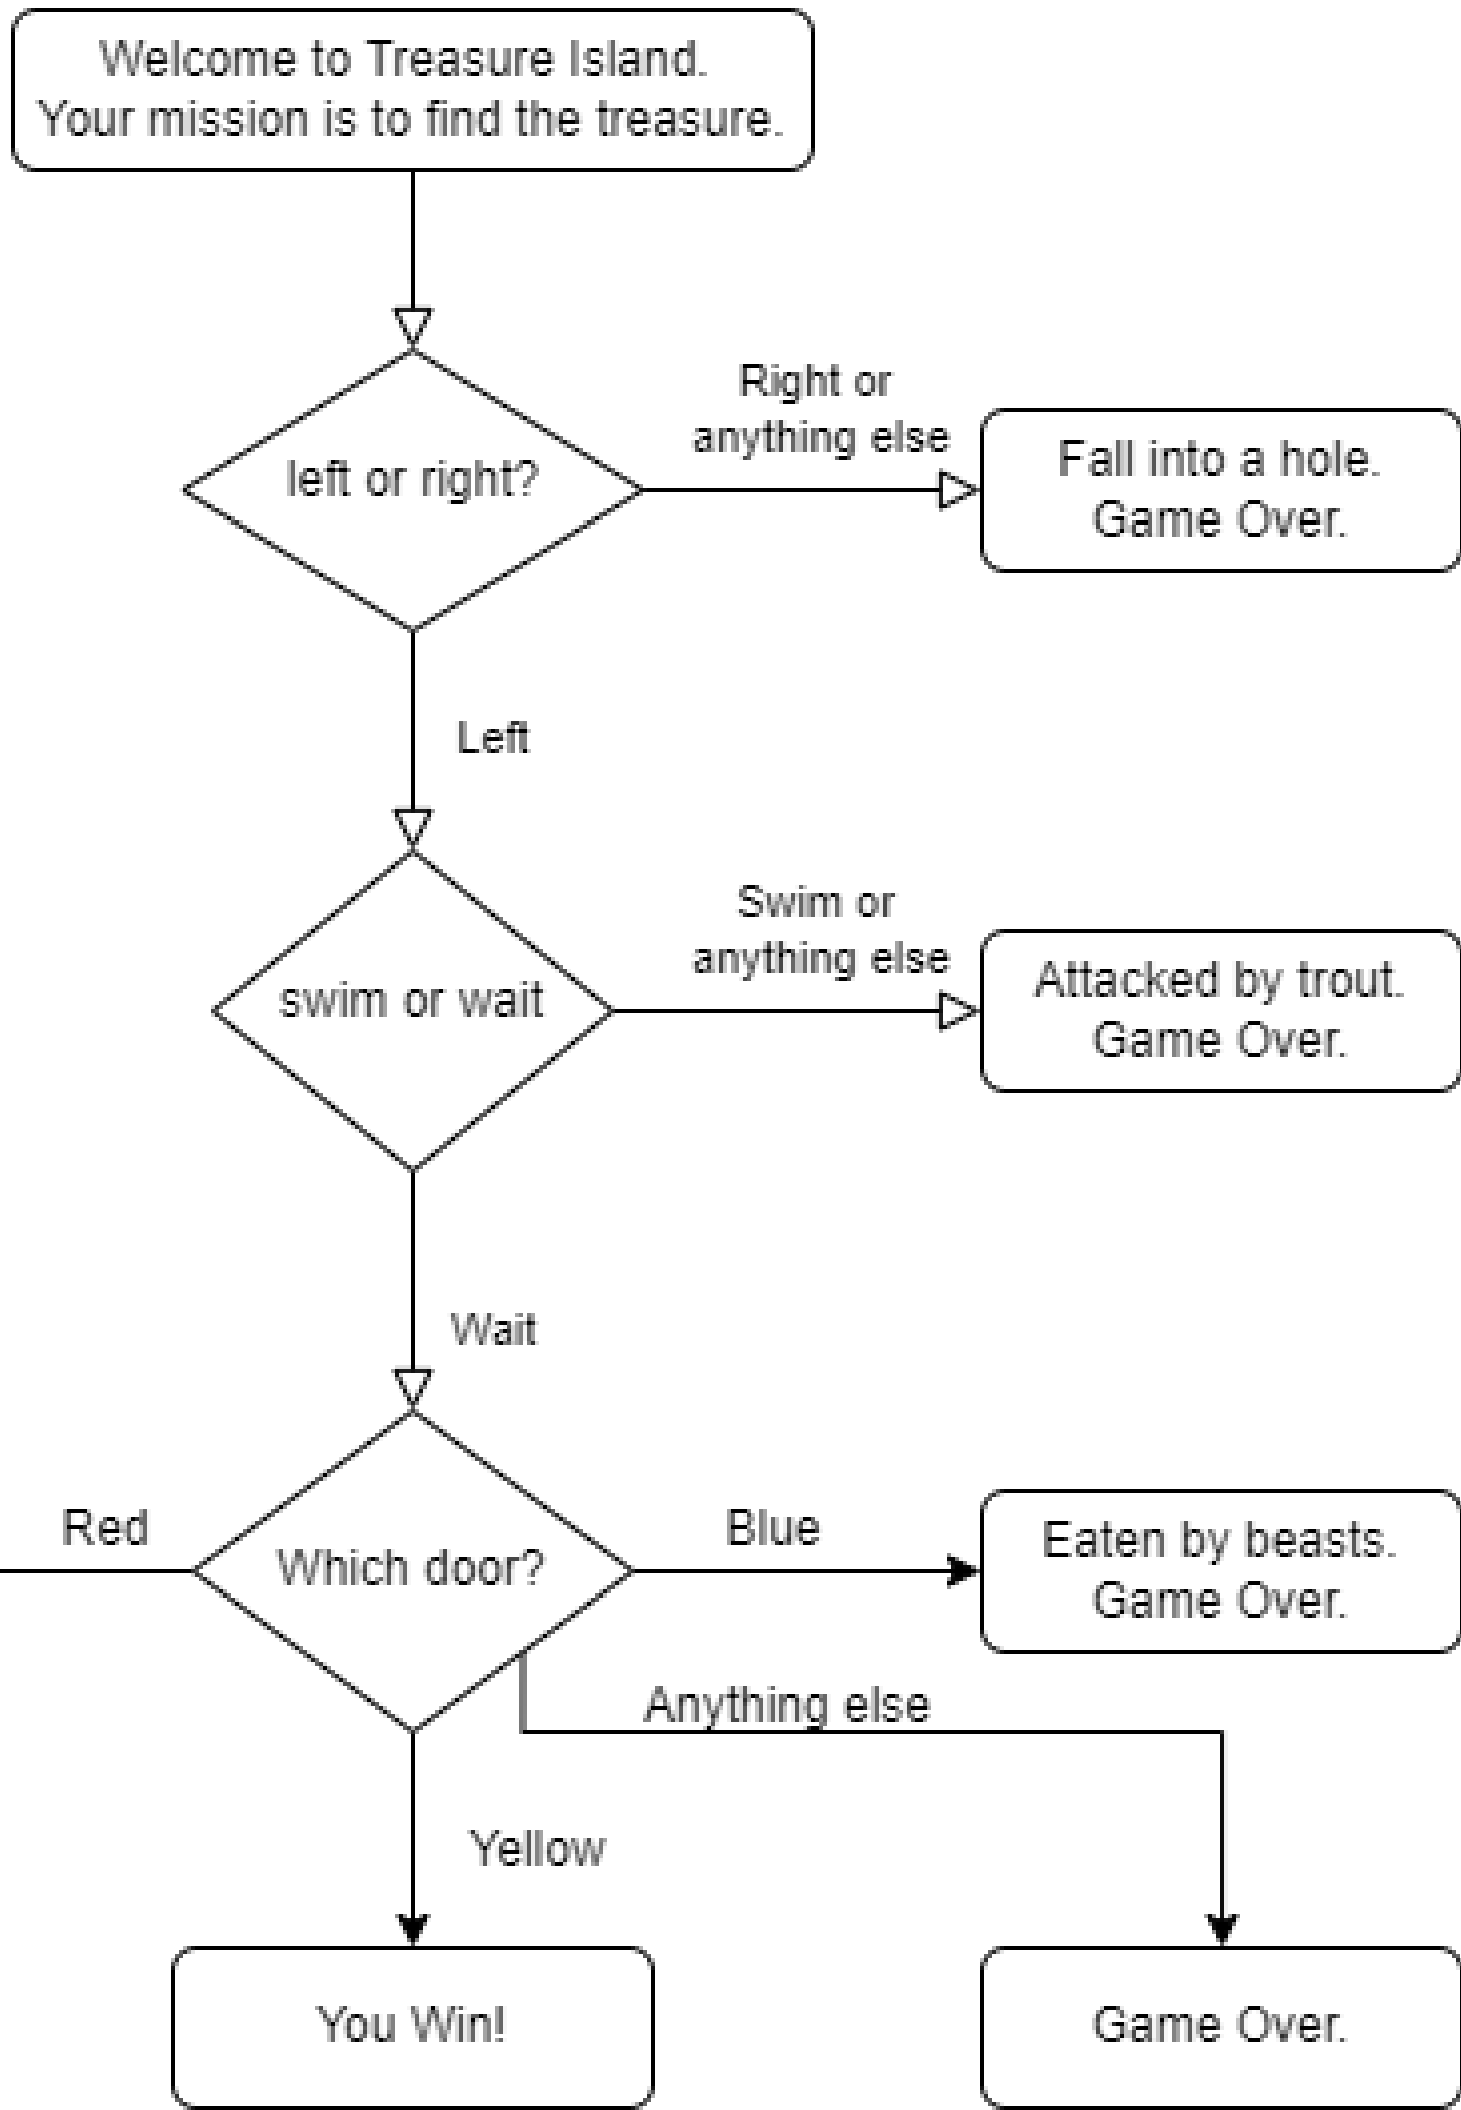 Welcome to Treasure Island.
Your mission is to find the treasure.
left or right?
Right or
anything else
Fall into a hole.
Game Over.
Left
swim or wait
Swim or
anything else
Attacked by trout.
Game Over.
Wait
Red
Which door?
Blue
Eaten by beasts.
Game Over.
Anything else
Yellow
You Win!
Game Over.